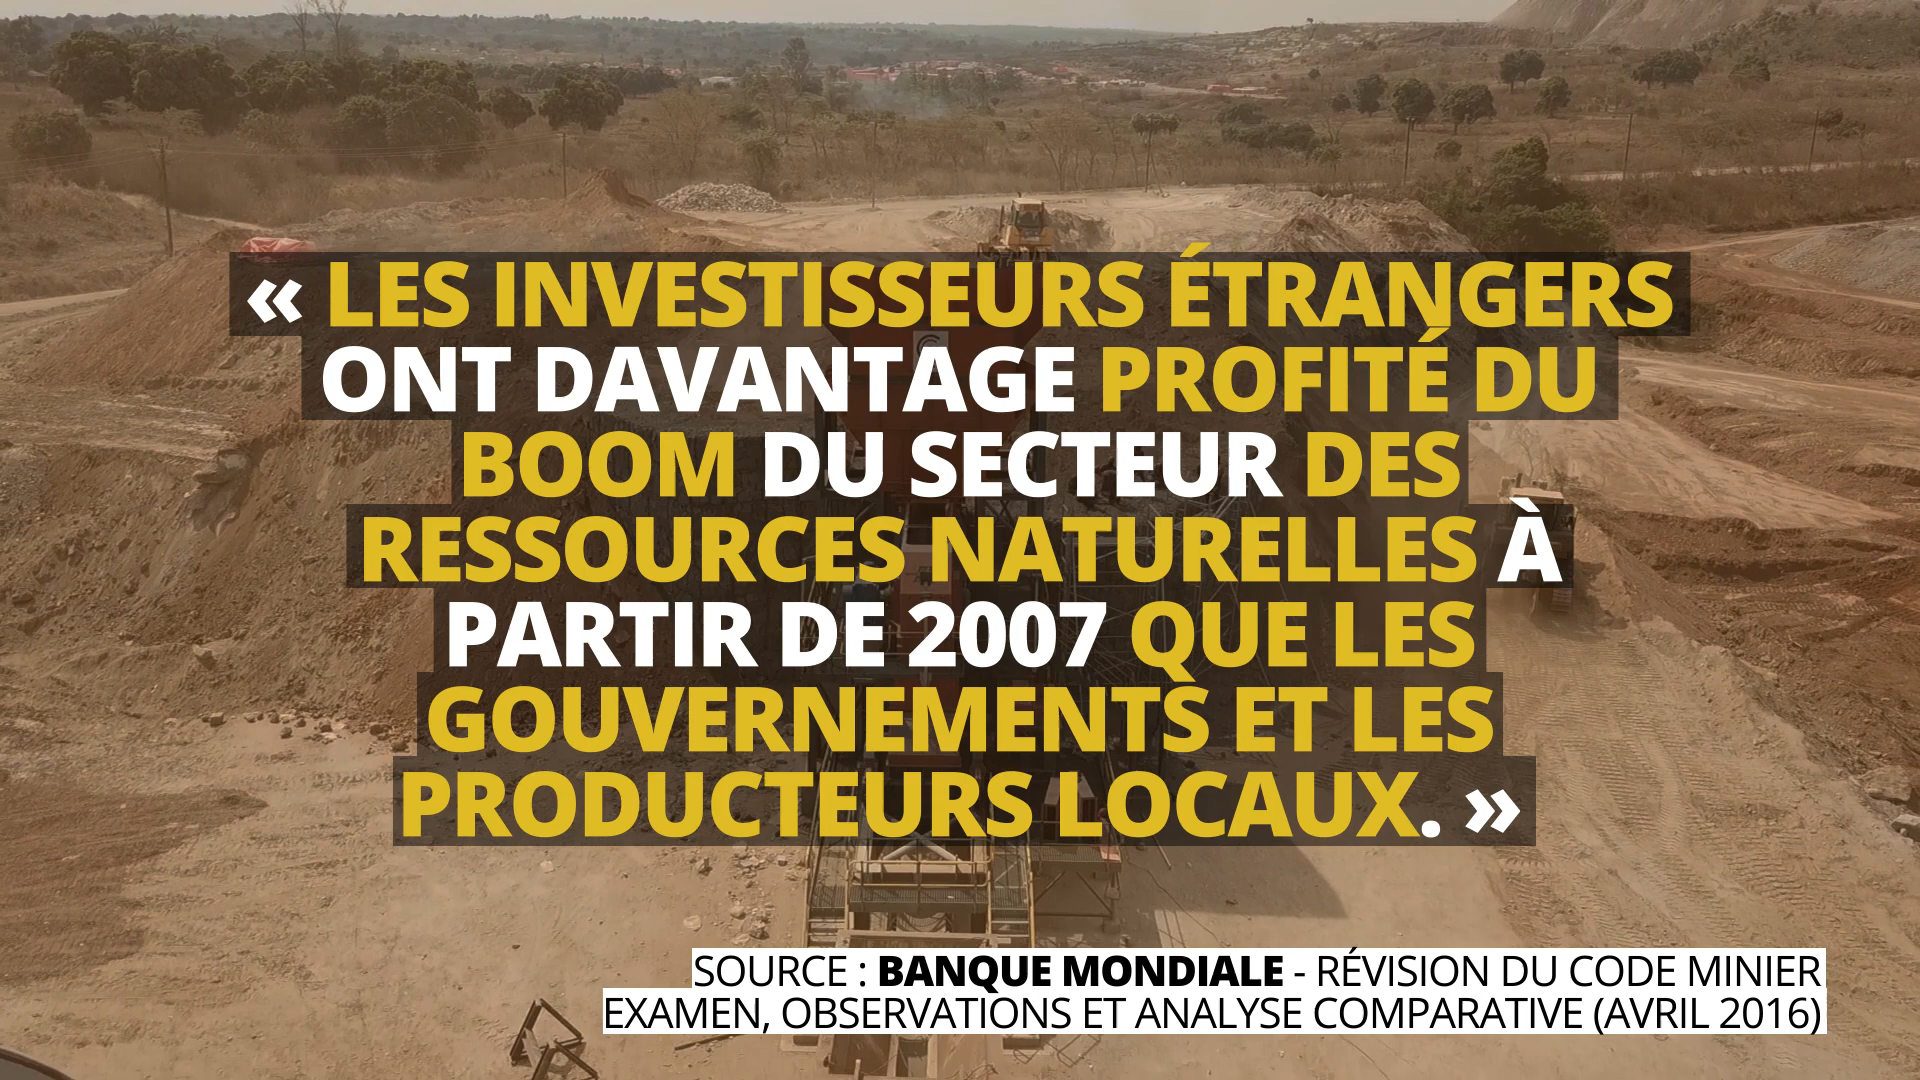 « LES INVESTISSEURS ÉTRANGERS
ONT DAVANTAGE PROFITÉ DU
BOOM DU SECTEUR DES
RESSOURCES NATURELLES À
PARTIR DE 2007 QUE LES
GOUVERNEMENTS ET LES
PRODUCTEURS LOCAUX. »
SOURCE : BANQUE MONDIALE - RÉVISION DU CODE MINIER
EXAMEN, OBSERVATIONS ET ANALYSE COMPARATIVE (AVRIL 2016)